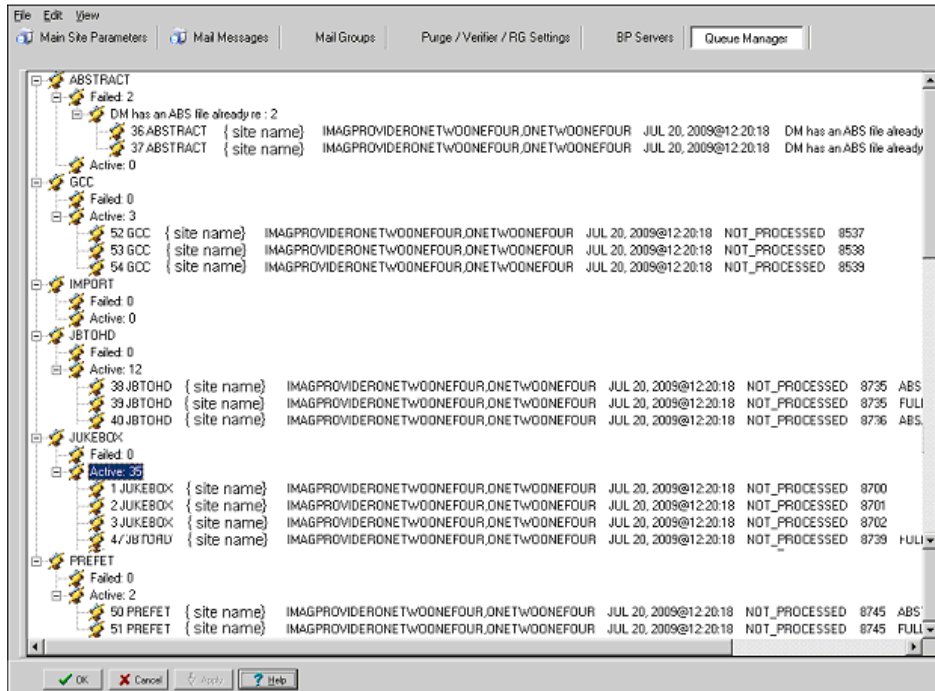 File Edit View
Main Site Parameters Mail Messages Mail Groups Purge / Verifier / RG Settings BP Servers Queue Manager
ABSTRACT
Failed: 2
DM has an ABS file already re : 2
36 ABSTRACT { site name} IMAGPROVIDERONETWOONEFOUR,ONETWOONEFOUR JUL 20, 2009@12:20:18 DM has an ABS file already
37 ABSTRACT { site name} IMAGPROVIDERONETWOONEFOUR,ONETWOONEFOUR JUL 20, 2009@12:20:18 DM has an ABS file already
Active: 0
GCC
Failed: 0
Active: 3
52 GCC { site name} IMAGPROVIDERONETWOONEFOUR,ONETWOONEFOUR JUL 20, 2009@12:20:18 NOT_PROCESSED 8537
53 GCC { site name} IMAGPROVIDERONETWOONEFOUR,ONETWOONEFOUR JUL 20, 2009@12:20:18 NOT_PROCESSED 8538
54 GCC { site name} IMAGPROVIDERONETWOONEFOUR,ONETWOONEFOUR JUL 20, 2009@12:20:18 NOT_PROCESSED 8539
IMPORT
Failed: 0
Active: 0
JBTOHD
Failed: 0
Active: 12
38 JBTOHD { site name} IMAGPROVIDERONETWOONEFOUR,ONETWOONEFOUR JUL 20, 2009@12:20:18 NOT_PROCESSED 8735 ABS
39 JBTOHD { site name} IMAGPROVIDERONETWOONEFOUR,ONETWOONEFOUR JUL 20, 2009@12:20:18 NOT_PROCESSED 8735 FULL
40 JBTOHD { site name} IMAGPROVIDERONETWOONEFOUR,ONETWOONEFOUR JUL 20, 2009@12:20:18 NOT_PROCESSED 8736 ABS
JUKEBOX
Failed: 0
Active: 35
1 JUKEBOX { site name} IMAGPROVIDERONETWOONEFOUR,ONETWOONEFOUR JUL 20, 2009@12:20:18 NOT_PROCESSED 8700
2 JUKEBOX { site name} IMAGPROVIDERONETWOONEFOUR,ONETWOONEFOUR JUL 20, 2009@12:20:18 NOT_PROCESSED 8701
3 JUKEBOX { site name} IMAGPROVIDERONETWOONEFOUR,ONETWOONEFOUR JUL 20, 2009@12:20:18 NOT_PROCESSED 8702
47 JBTOHD { site name} IMAGPROVIDERONETWOONEFOUR,ONETWOONEFOUR JUL 20, 2009@12:20:18 NOT_PROCESSED 8739 FULL
PREFET
Failed: 0
Active: 2
50 PREFET { site name} IMAGPROVIDERONETWOONEFOUR,ONETWOONEFOUR JUL 20, 2009@12:20:18 NOT_PROCESSED 8745 ABS
51 PREFET { site name} IMAGPROVIDERONETWOONEFOUR,ONETWOONEFOUR JUL 20, 2009@12:20:18 NOT_PROCESSED 8745 FULL
OK Cancel Apply Help